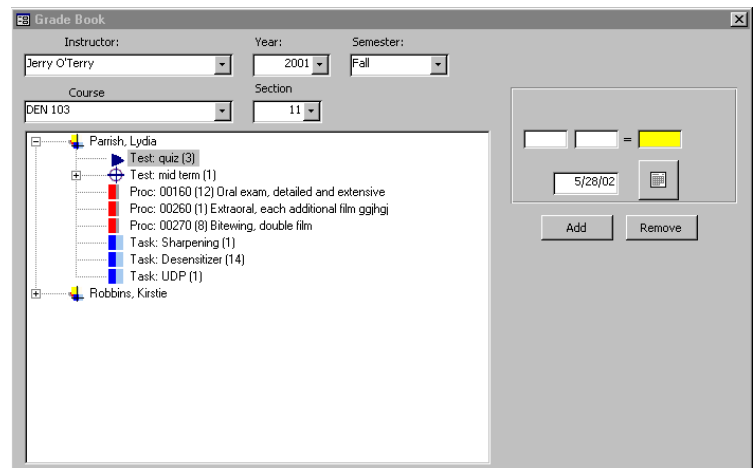 Grade Book
Instructor: Year: Semester:
Jerry O'Terry 2001 Fall
Course Section
DEN 103 11
Parrish, Lydia
Test: quiz (3)
Test: mid term (1)
Proc: 00160 (12) Oral exam, detailed and extensive
Proc: 00260 (1) Extraoral, each additional film ggjhgj
Proc: 00270 (8) Bitewing, double film
Task: Sharpening (1)
Task: Desensitizer (14)
Task: UDP (1)
Robbins, Kirstie
=
5/28/02
Add Remove